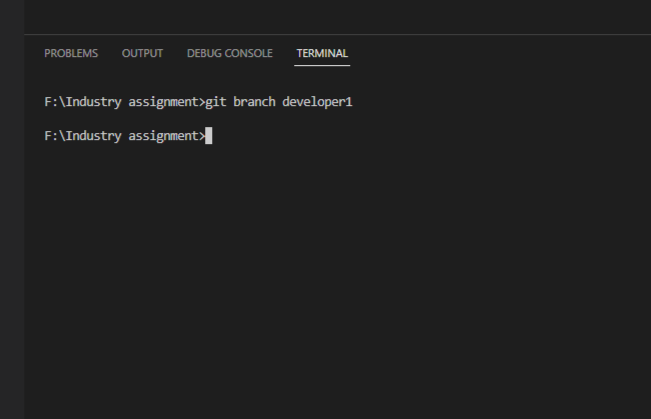 PROBLEMS OUTPUT DEBUG CONSOLE TERMINAL
F:\Industry assignment>git branch developer1
F:\Industry assignment>